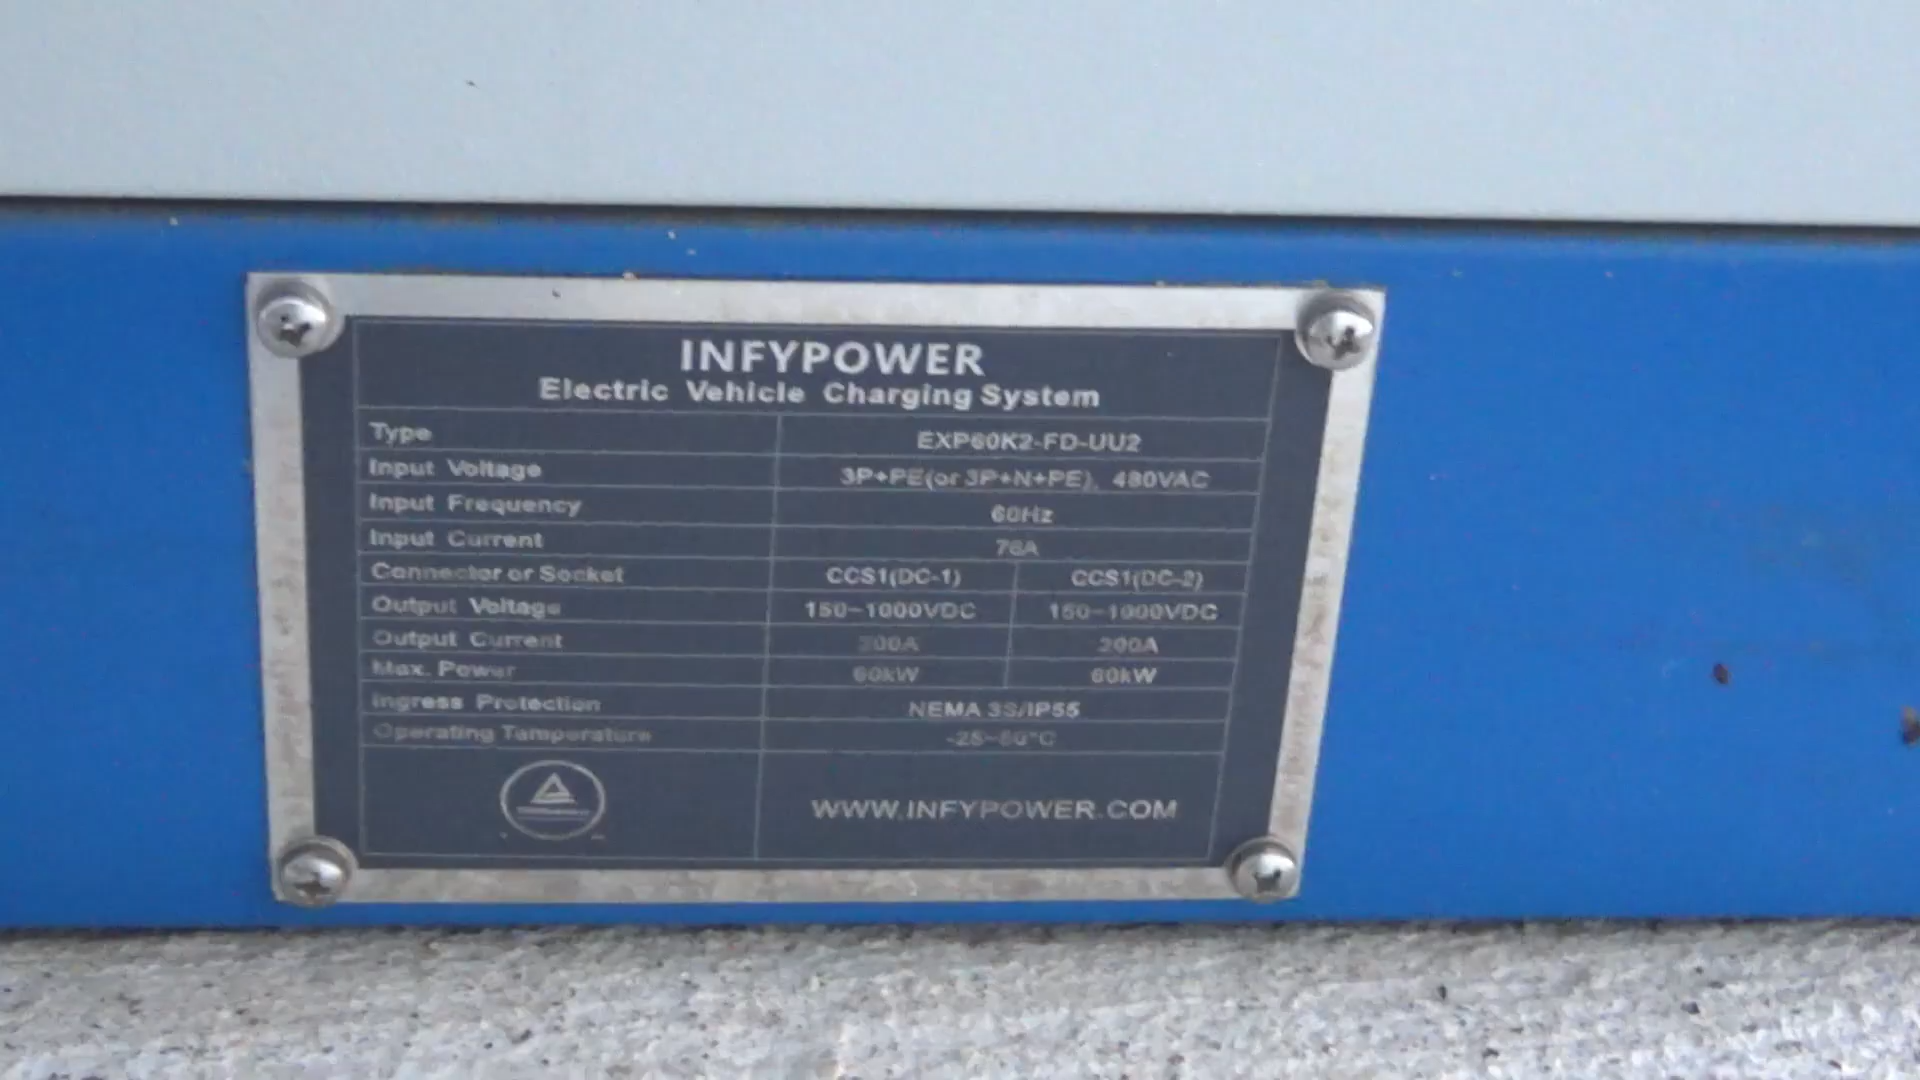 INFYPOWER
Electric Vehicle Charging System
Type EXP60K2-FD-UU2
Input Voltage 3P+PE(or 3P+N+PE), 480VAC
Input Frequency 60Hz
Input Current 76A
Connector or Socket CCS1(DC-1) CCS1(DC-2)
Output Voltage 150~1000VDC 150~1000VDC
Output Current 200A 200A
Max. Power 60kW 60kW
Ingress Protection NEMA 3S/IP55
Operating Temperature
WWW.INFYPOWER.COM